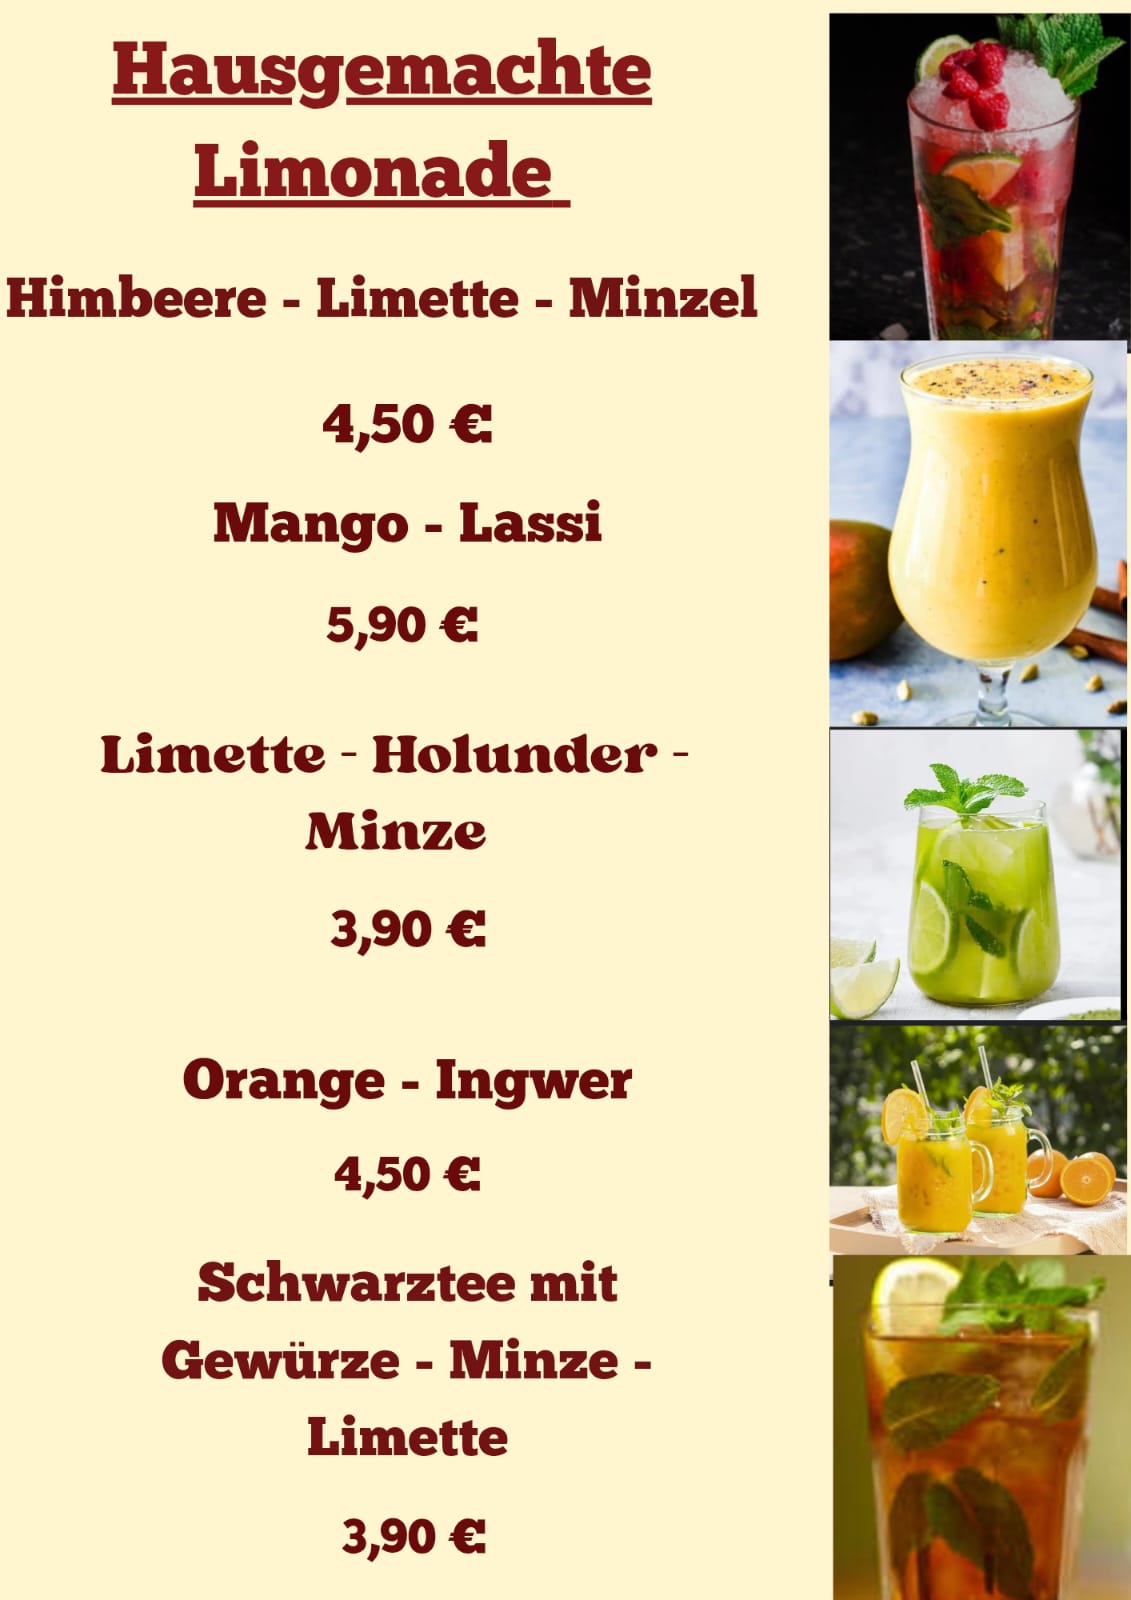 Hausgemachte
Limonade
Himbeere - Limette - Minzel
4,50 €
Mango - Lassi
5,90 €
Limette - Holunder -
Minze
3,90 €
Orange - Ingwer
4,50 €
Schwarztee mit
Gewürze - Minze -
Limette
3,90 €